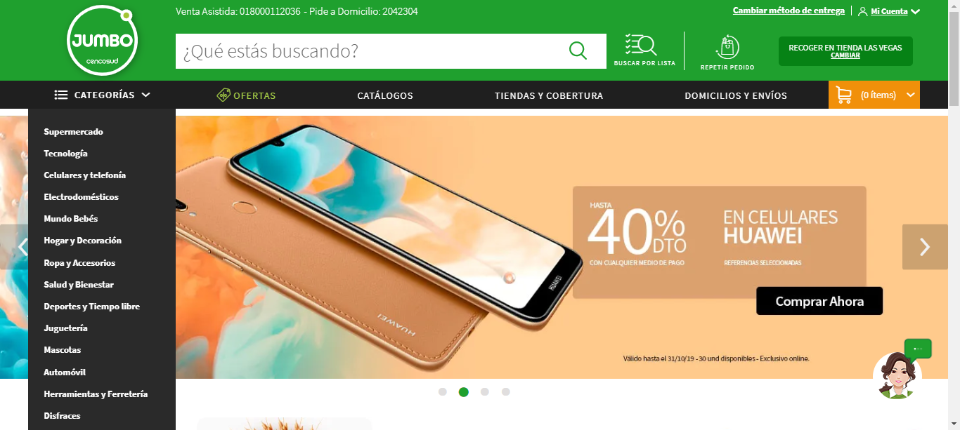 Venta Asistida: 018000112036 - Pide a Domicilio: 2042304
Cambiar método de entrega
Mi Cuenta
JUMBO
cencosud
¿Qué estás buscando?
BUSCAR POR LISTA
REPETIR PEDIDO
RECOGER EN TIENDA LAS VEGAS
CAMBIAR
CATEGORÍAS
OFERTAS
CATÁLOGOS
TIENDAS Y COBERTURA
DOMICILIOS Y ENVÍOS
(0 ítems)
Supermercado
Tecnología
Celulares y telefonía
Electrodomésticos
Mundo Bebés
Hogar y Decoración
Ropa y Accesorios
Salud y Bienestar
Deportes y Tiempo libre
Juguetería
Mascotas
Automóvil
Herramientas y Ferretería
Disfraces
HUAWEI
HUAWEI
HASTA
40% DTO
CON CUALQUIER MEDIO DE PAGO
EN CELULARES
HUAWEI
REFERENCIAS SELECCIONADAS
Comprar Ahora
Válido hasta el 31/10/19 -30 und disponibles - Exclusivo online.